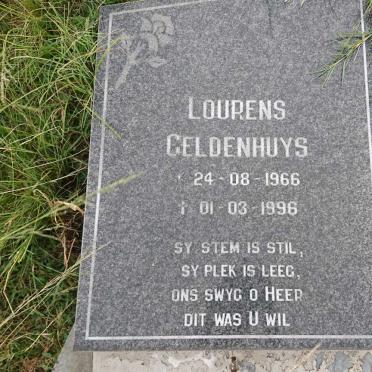 LOURENS
GELDENHUYS
* 24-08-1966
† 01-03-1996
SY STEM IS STIL,
SY PLEK IS LEEG,
ONS SWYG O HEER
DIT WAS U WIL